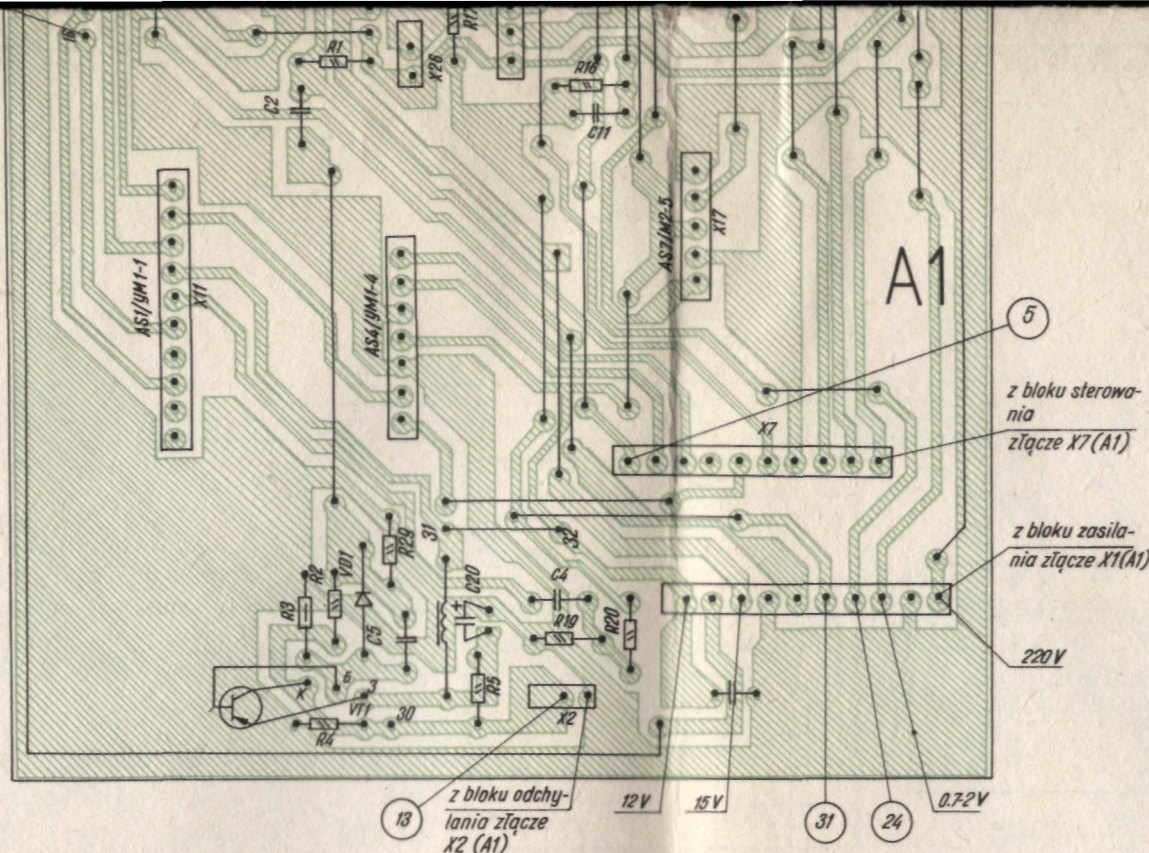 16
R1
X26
R17
C2
R16
C11
AS1/УМ1-1
X11
AS4/УМ1-4
AS7/М2-5
X17
A1
5
z bloku sterowa-
nia
złącze X7(A1)
X7
31
32
z bloku zasila-
nia złącze X1(A1)
R29
VD1
R2
R3
C5
C20
C4
R19
R20
220V
К
Б
Э
VT1
R5
X2
R4
30
13
z bloku odchy-
lania złącze
X2 (A1)
12V
15V
31
24
0.7-2V